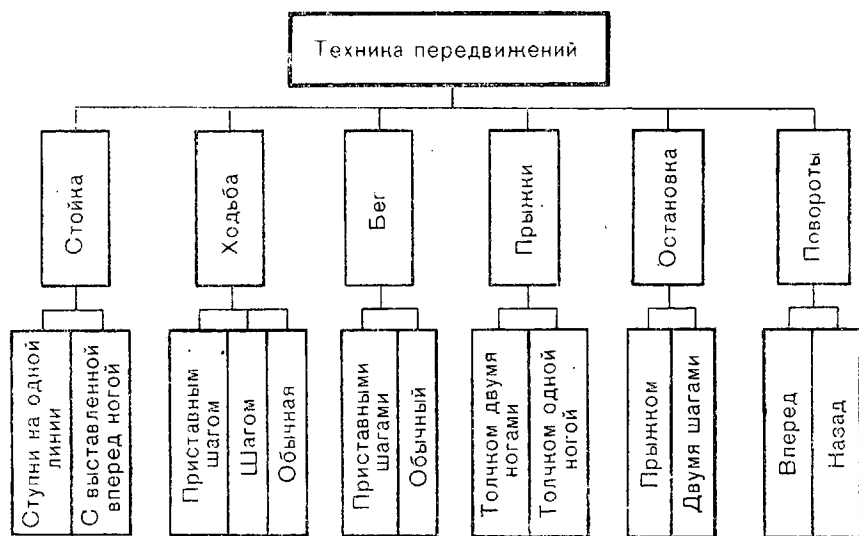 Техника передвижений
Стойка
Ходьба
Бег
Прыжки
Остановка
Повороты
Ступни на одной
линии
С выставленной
вперед ногой
Приставным
шагом
Шагом
Обычная
Приставными
шагами
Обычный
Толчком двумя
ногами
Толчком одной
ногой
Прыжком
Двумя шагами
Вперед
Назад